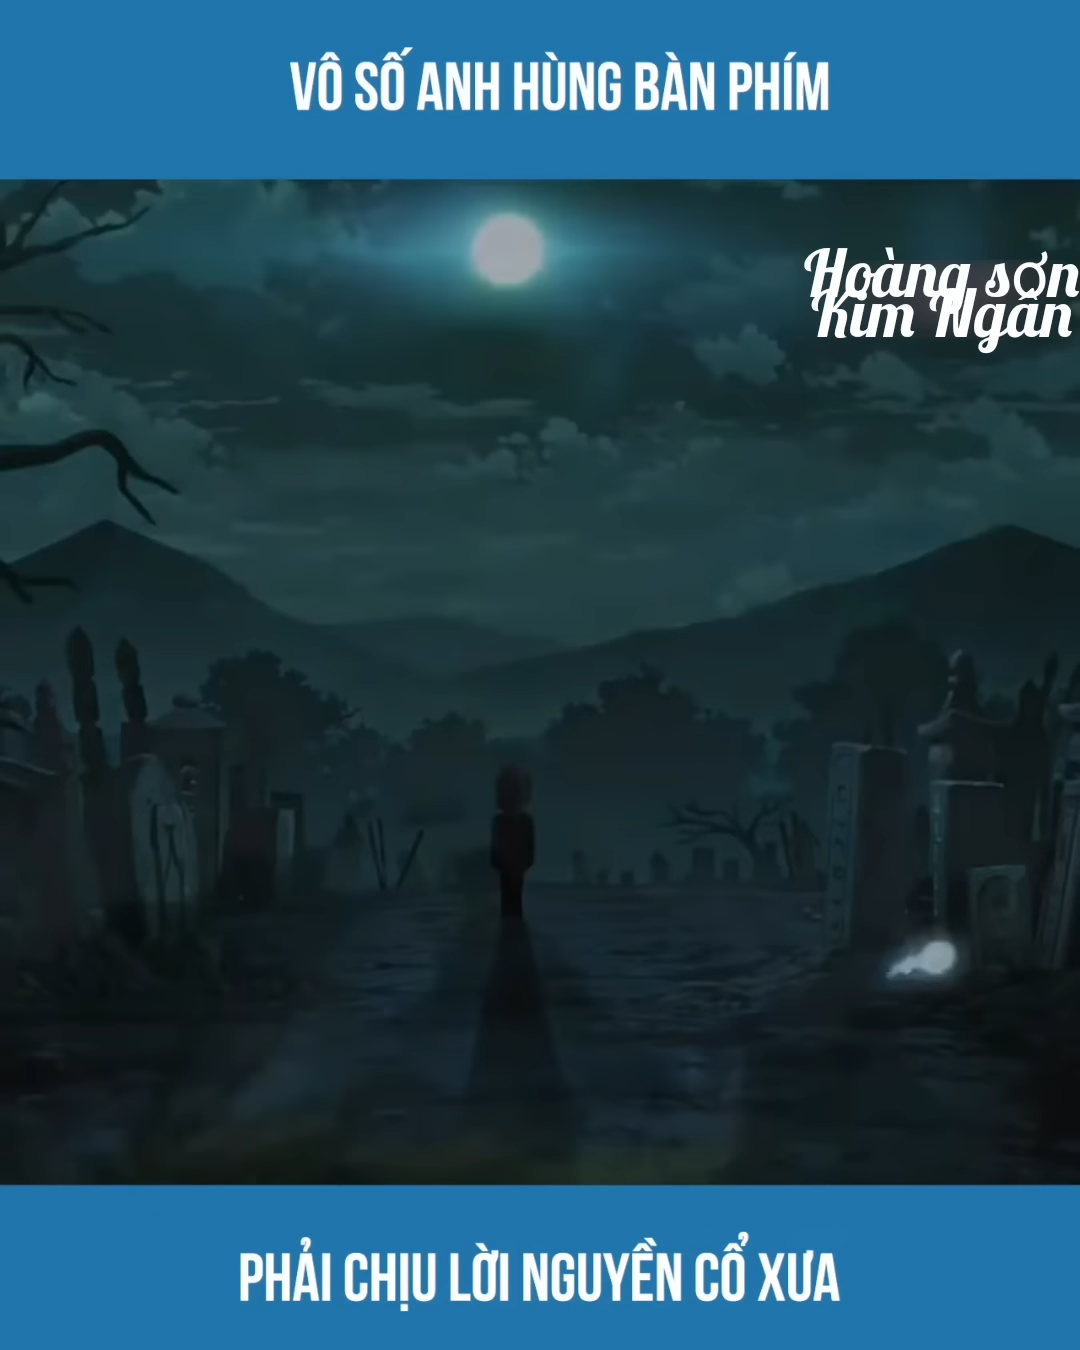 VÔ SỐ ANH HÙNG BÀN PHÍM
Hoàng sơn
Kim Ngân
PHẢI CHỊU LỜI NGUYỀN CỔ XƯA